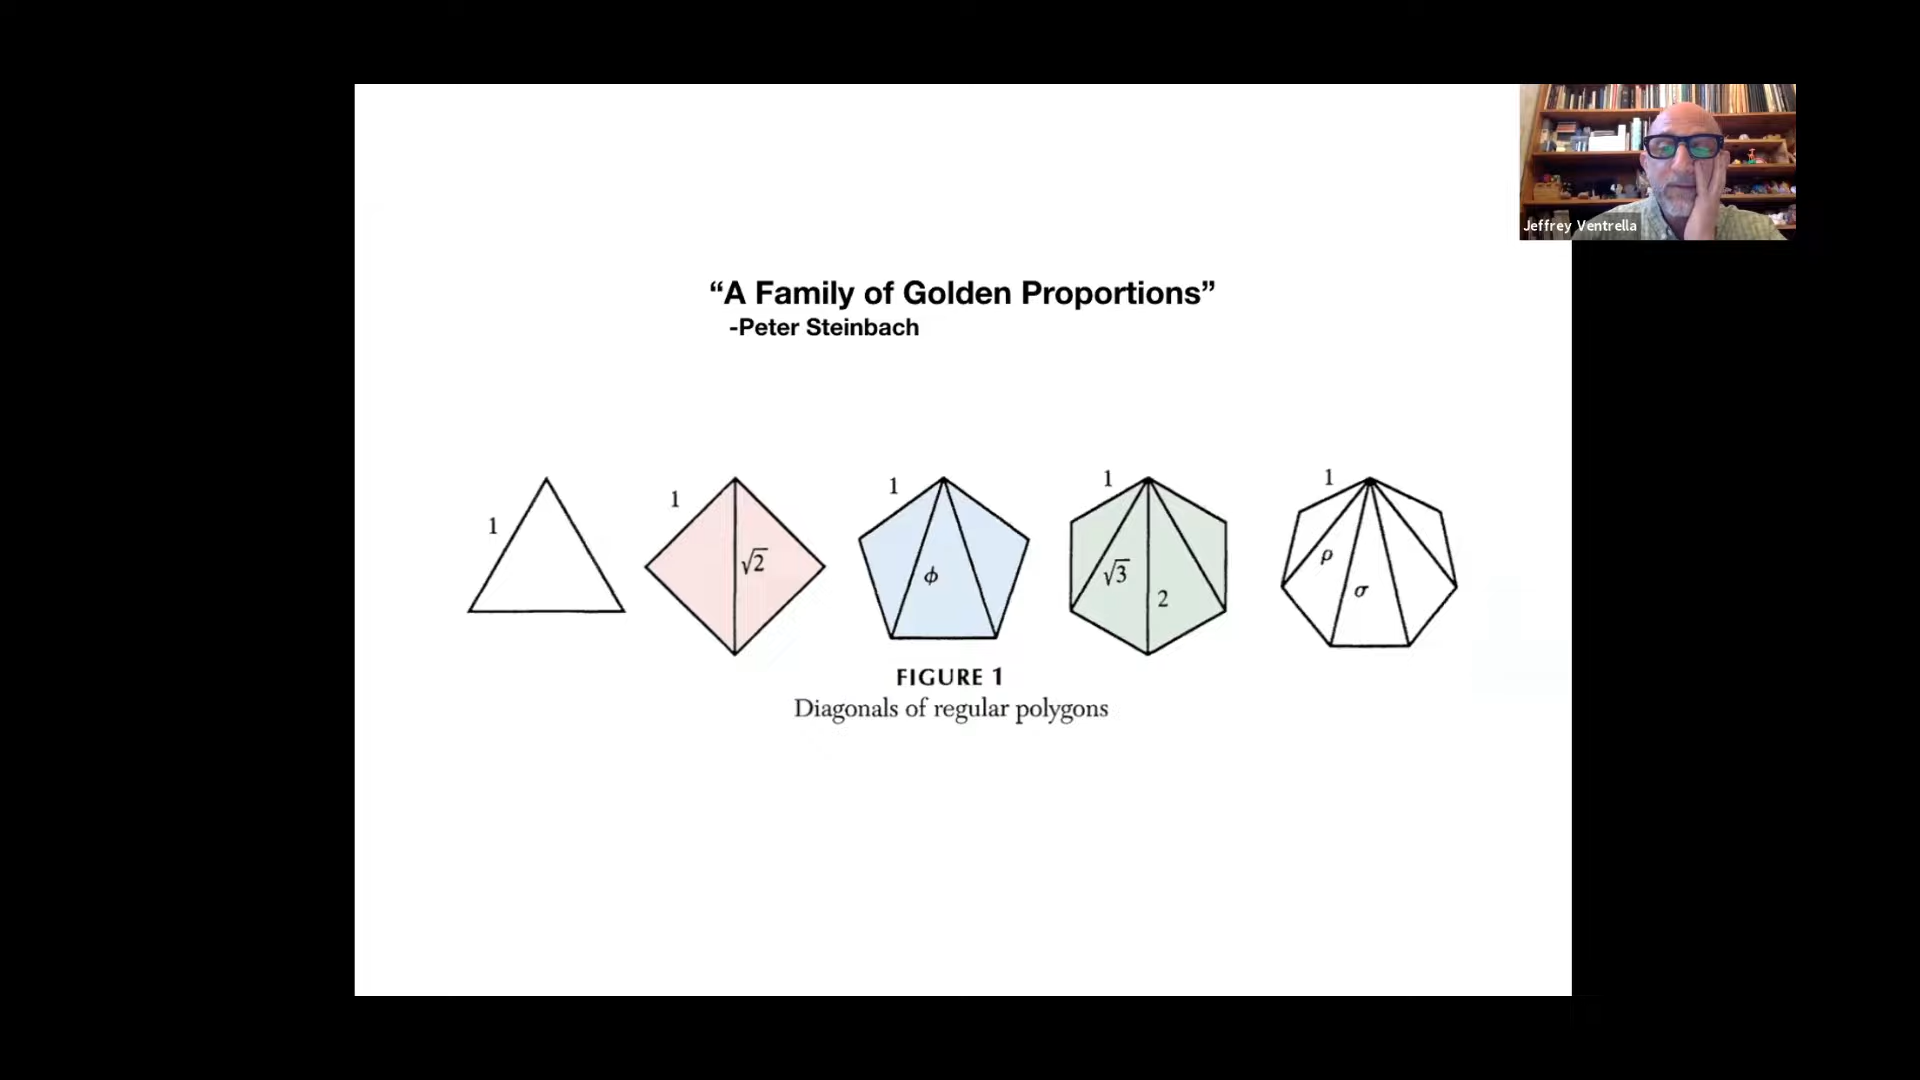 “A Family of Golden Proportions”
-Peter Steinbach
1
1
√2
1
ϕ
1
√3
2
1
ρ
σ
FIGURE 1
Diagonals of regular polygons
Jeffrey Ventrella